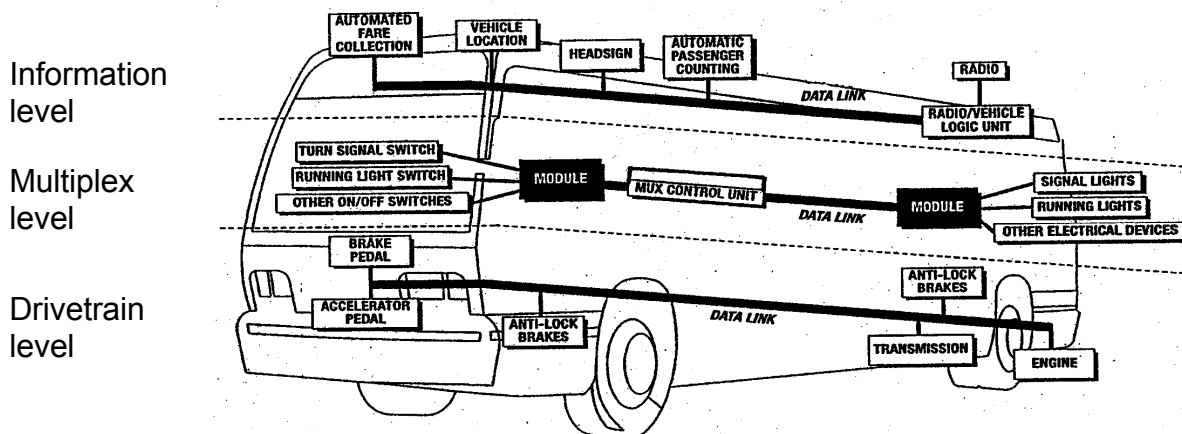 Information
level
AUTOMATED
FARE
COLLECTION
VEHICLE
LOCATION
HEADSIGN
AUTOMATIC
PASSENGER
COUNTING
DATA LINK
RADIO
RADIO/VEHICLE
LOGIC UNIT
Multiplex
level
TURN SIGNAL SWITCH
RUNNING LIGHT SWITCH
OTHER ON/OFF SWITCHES
MODULE
MUX CONTROL UNIT
DATA LINK
MODULE
SIGNAL LIGHTS
RUNNING LIGHTS
OTHER ELECTRICAL DEVICES
Drivetrain
level
BRAKE
PEDAL
ACCELERATOR
PEDAL
ANTI-LOCK
BRAKES
DATA LINK
ANTI-LOCK
BRAKES
TRANSMISSION
ENGINE